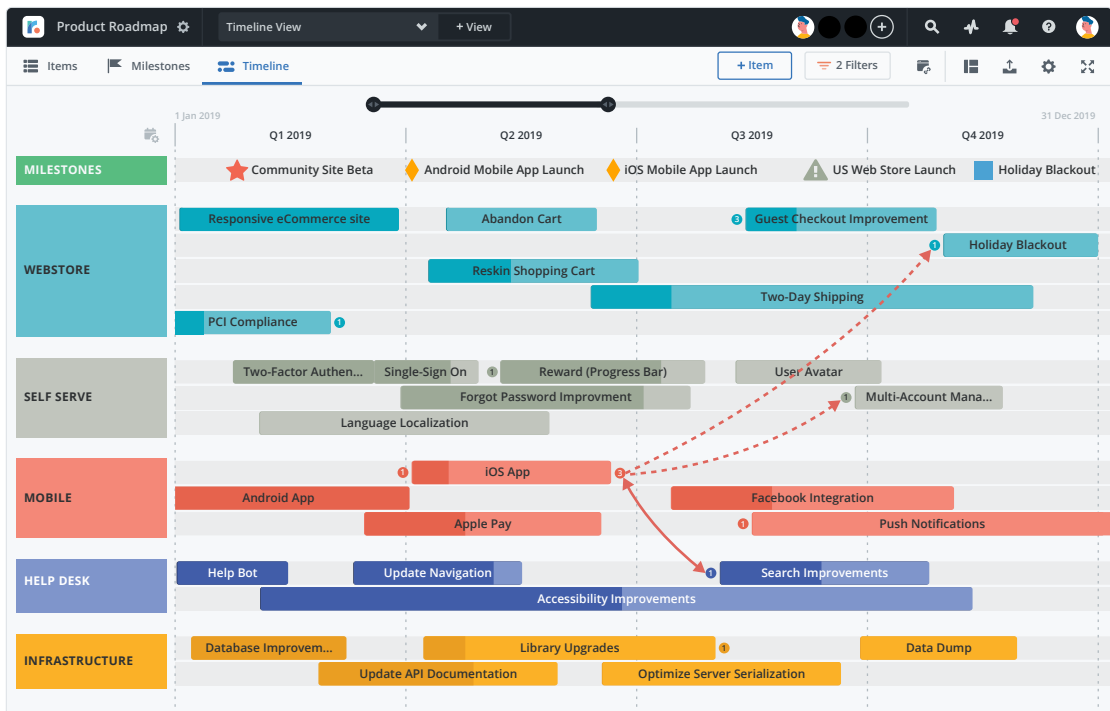 Product Roadmap
Timeline View
+ View
Items
Milestones
Timeline
+ Item
2 Filters
1 Jan 2019
31 Dec 2019
Q1 2019
Q2 2019
Q3 2019
Q4 2019
MILESTONES
Community Site Beta
Android Mobile App Launch
iOS Mobile App Launch
US Web Store Launch
Holiday Blackout
WEBSTORE
Responsive eCommerce site
Abandon Cart
3
Guest Checkout Improvement
1
Holiday Blackout
Reskin Shopping Cart
Two-Day Shipping
PCI Compliance
1
SELF SERVE
Two-Factor Authen...
Single-Sign On
1
Reward (Progress Bar)
User Avatar
Forgot Password Improvment
1
Multi-Account Mana...
Language Localization
MOBILE
1
iOS App
3
Android App
Facebook Integration
Apple Pay
1
Push Notifications
HELP DESK
Help Bot
Update Navigation
1
Search Improvements
Accessibility Improvements
INFRASTRUCTURE
Database Improvem...
Library Upgrades
1
Data Dump
Update API Documentation
Optimize Server Serialization